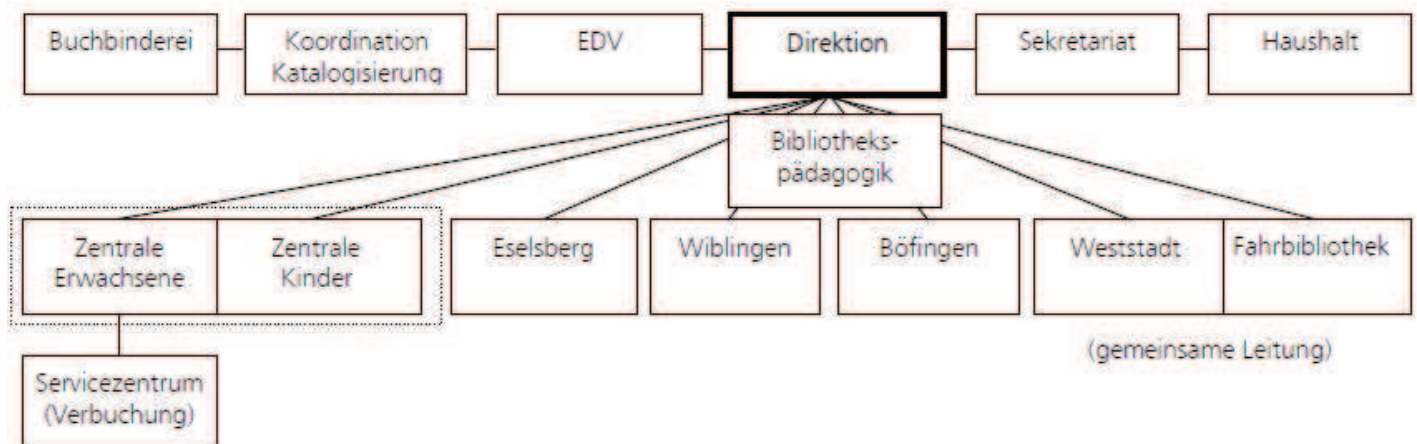 Buchbinderei
Koordination
Katalogisierung
EDV
Direktion
Sekretariat
Haushalt
Bibliotheks-
pädagogik
Zentrale
Erwachsene
Zentrale
Kinder
Eselsberg
Wiblingen
Böfingen
Weststadt
Fahrbibliothek
(gemeinsame Leitung)
Servicezentrum
(Verbuchung)